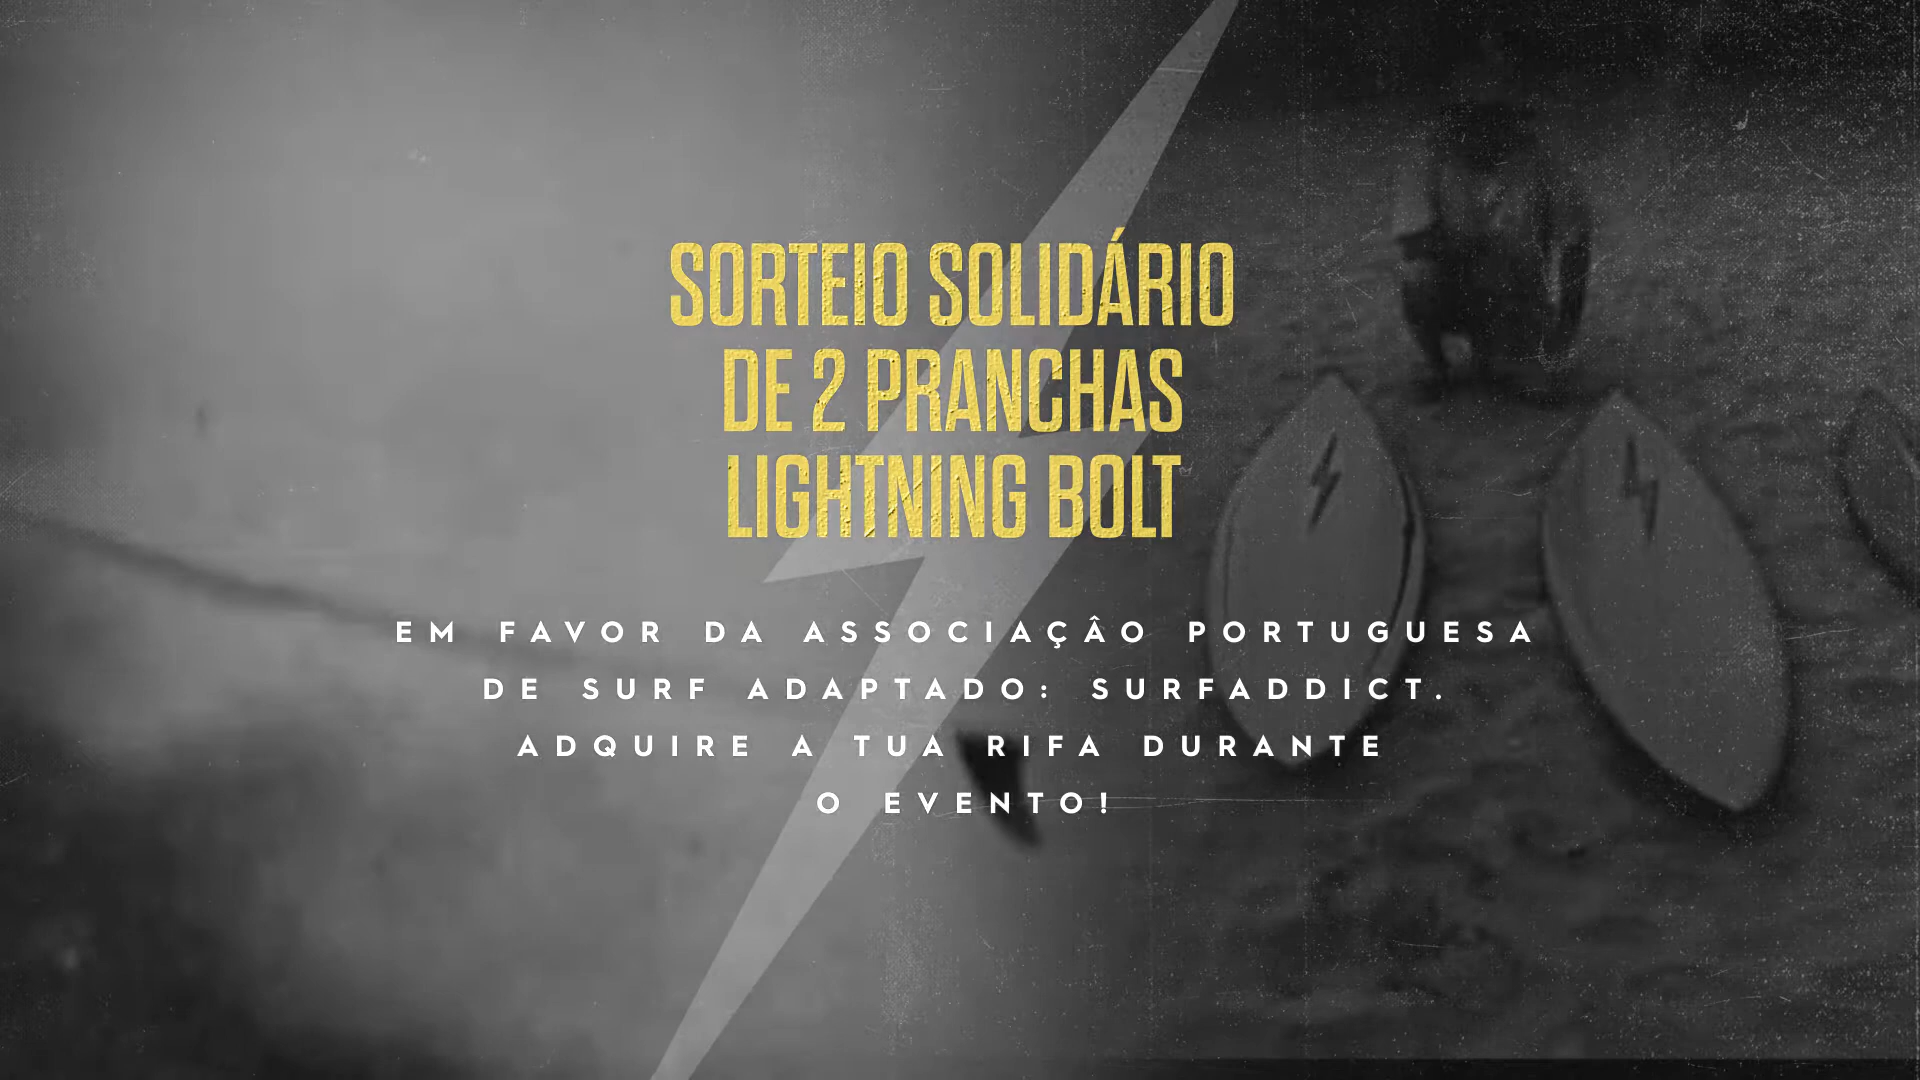 SORTEIO SOLIDÁRIO
DE 2 PRANCHAS
LIGHTNING BOLT
EM FAVOR DA ASSOCIAÇÂO PORTUGUESA
DE SURF ADAPTADO: SURFADDICT.
ADQUIRE A TUA RIFA DURANTE
O EVENTO!